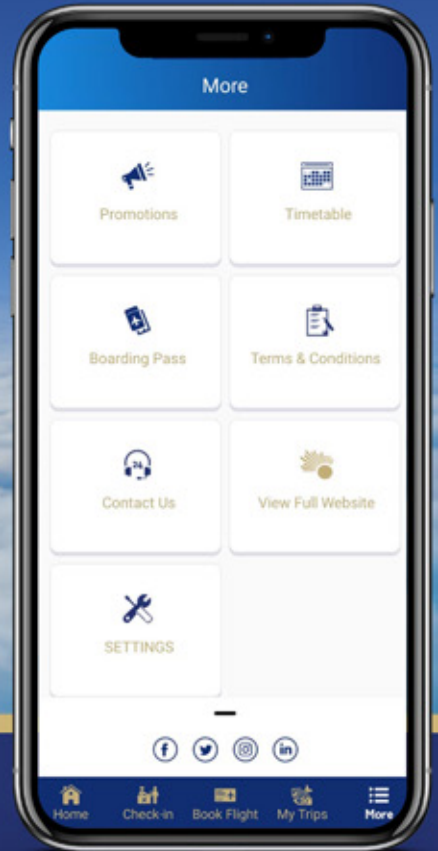 More
Promotions
Timetable
Boarding Pass
Terms & Conditions
24
Contact Us
View Full Website
SETTINGS
Home
Check-in
Book Flight
My Trips
More